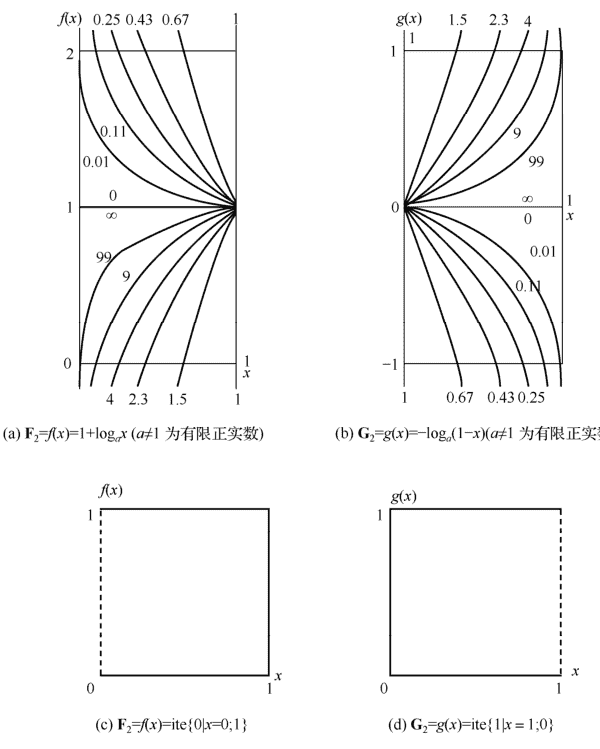 f(x) 0.25 0.43 0.67 1
2
0.11
0.01
0
1
∞
99
9
0
1
x
4 2.3 1.5 1
(a) F₂=f(x)=1+logₐx (a≠1 为有限正实数)
g(x) 1.5 2.3 4
1
1
9
99
∞ 1
0
0 x
0.01
0.11
−1
1 0.67 0.43 0.25
(b) G₂=g(x)=−logₐ(1−x)(a≠1 为有限正实
f(x)
1
0 1 x
(c) F₂=f(x)=ite{0|x=0;1}
g(x)
1
0 1 x
(d) G₂=g(x)=ite{1|x = 1;0}